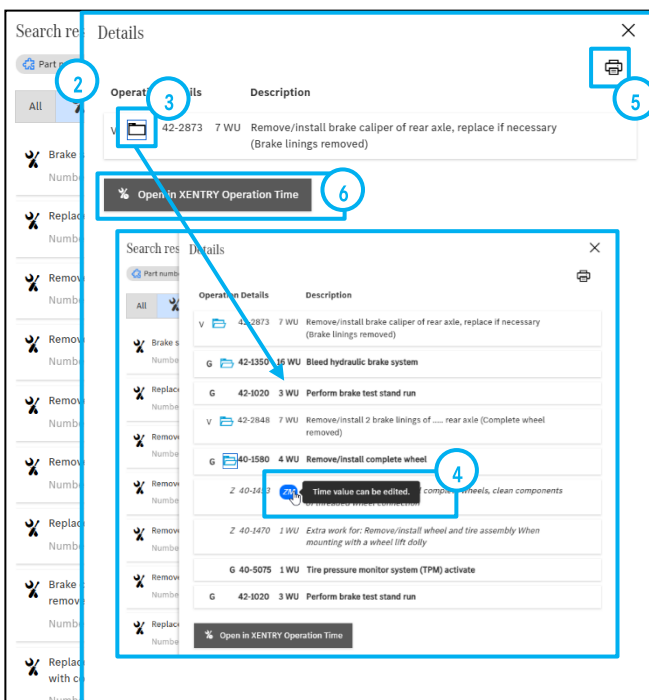 Search re
Details
Part n
2
5
Operati
ils
Description
3
All
V
42-2873
7 WU
Remove/install brake caliper of rear axle, replace if necessary
(Brake linings removed)
Brake
Numbe
Open in XENTRY Operation Time
6
Replac
Numbe
Search res
Details
Part numb
Remov
Numbe
Operation Details
Description
All
V
42-2873
7 WU
Remove/install brake caliper of rear axle, replace if necessary
(Brake linings removed)
Remov
Numbe
Brake s
Numbe
G
42-1350
16 WU
Bleed hydraulic brake system
Replac
Numbe
G
42-1020
3 WU
Perform brake test stand run
Remov
Numbe
V
42-2848
7 WU
Remove/install 2 brake linings of ..... rear axle (Complete wheel
removed)
Remove
Numbe
Remov
Numbe
G
40-1580
4 WU
Remove/install complete wheel
4
Remove
Numbe
Z 40-14
3
ZM
Time value can be edited.
comp
wheels, clean components
of threaded wheel connection
Replac
Numbe
Remov
Numbe
Z 40-1470
1 WU
Extra work for: Remove/install wheel and tire assembly When
mounting with a wheel lift dolly
Brake
remov
Numbe
Remov
Numbe
G 40-5075
1 WU
Tire pressure monitor system (TPM) activate
G
42-1020
3 WU
Perform brake test stand run
Replac
Numbe
Open in XENTRY Operation Time
Replac
with c